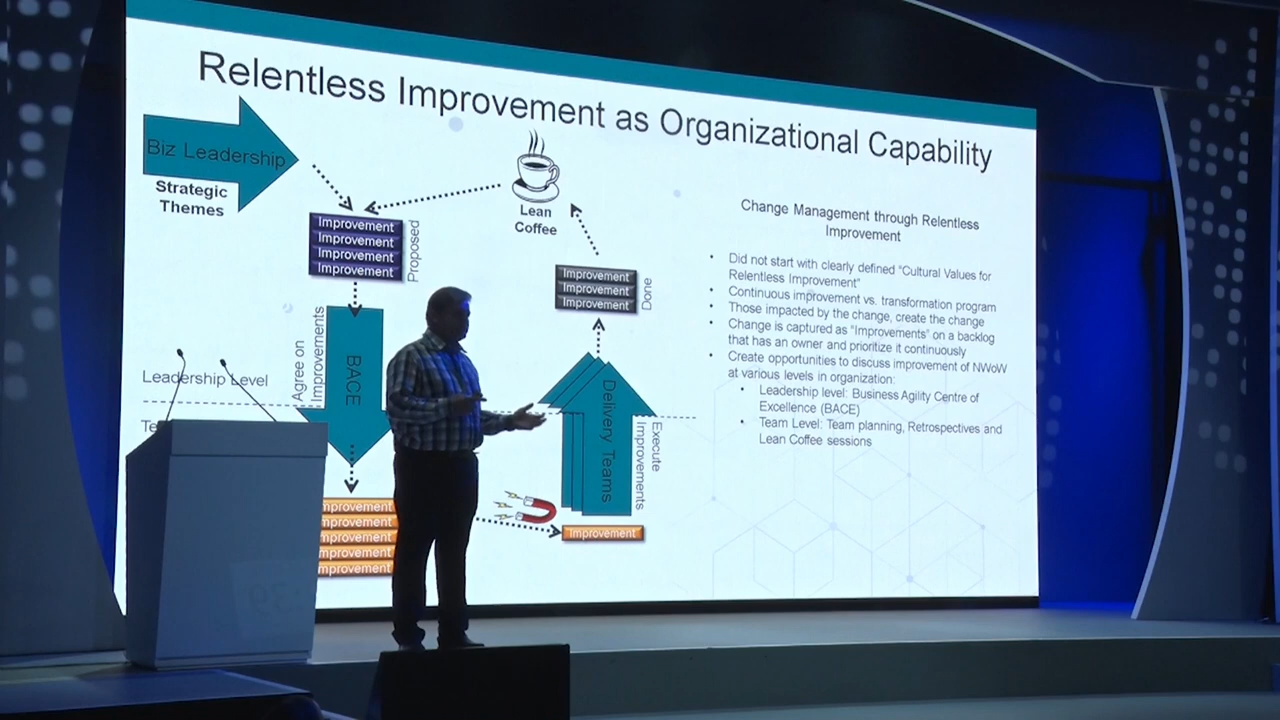 Relentless Improvement as Organizational Capability
Biz Leadership
Strategic
Themes
Lean
Coffee
Improvement
Improvement
Improvement
Improvement
Proposed
Improvement
Improvement
Improvement
Done
Agree on
Improvements
BACE
Leadership Level
Delivery Teams
Execute
Improvements
Improvement
Improvement
Improvement
Improvement
Improvement
Improvement
Change Management through Relentless
Improvement
• Did not start with clearly defined “Cultural Values for
Relentless Improvement”
• Continuous improvement vs. transformation program
• Those impacted by the change, create the change
• Change is captured as “Improvements” on a backlog
that has an owner and prioritize it continuously
• Create opportunities to discuss improvement of NWoW
at various levels in organization:
• Leadership level: Business Agility Centre of
Excellence (BACE)
• Team Level: Team planning, Retrospectives and
Lean Coffee sessions